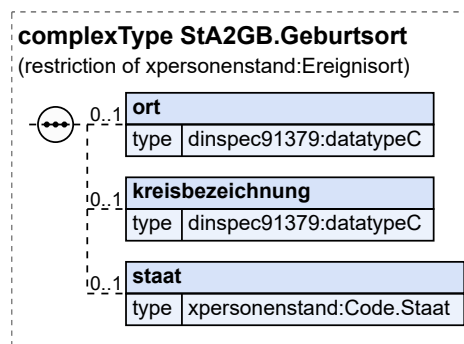 complexType StA2GB.Geburtsort
(restriction of xpersonenstand:Ereignisort)
0..1 ort
type dinspec91379:datatypeC
0..1 kreisbezeichnung
type dinspec91379:datatypeC
0..1 staat
type xpersonenstand:Code.Staat